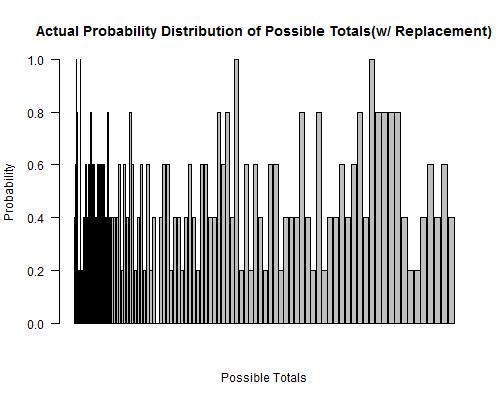 Actual Probability Distribution of Possible Totals(w/ Replacement)
1.0
0.8
0.6
0.4
0.2
0.0
Probability
Possible Totals